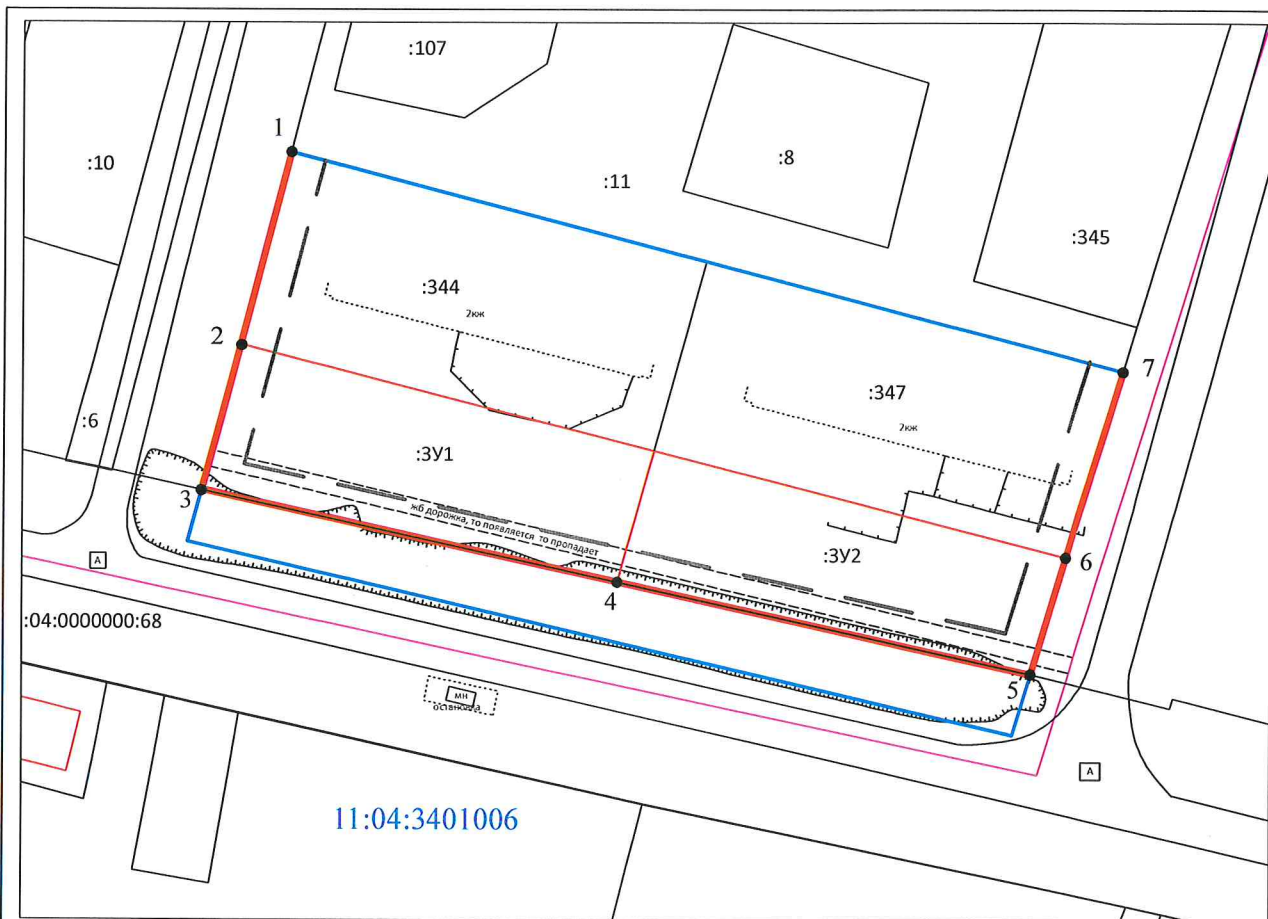 :107
1
:10
:8
:11
:345
:344
2кж
2
7
:347
2кж
:6
:ЗУ1
3
жб дорожка, то появляется то пропадает
:ЗУ2
6
А
4
:04:0000000:68
5
мн
остановка
А
11:04:3401006